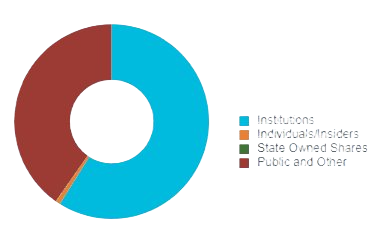 Institutions
Individuals/Insiders
State Owned Shares
Public and Other